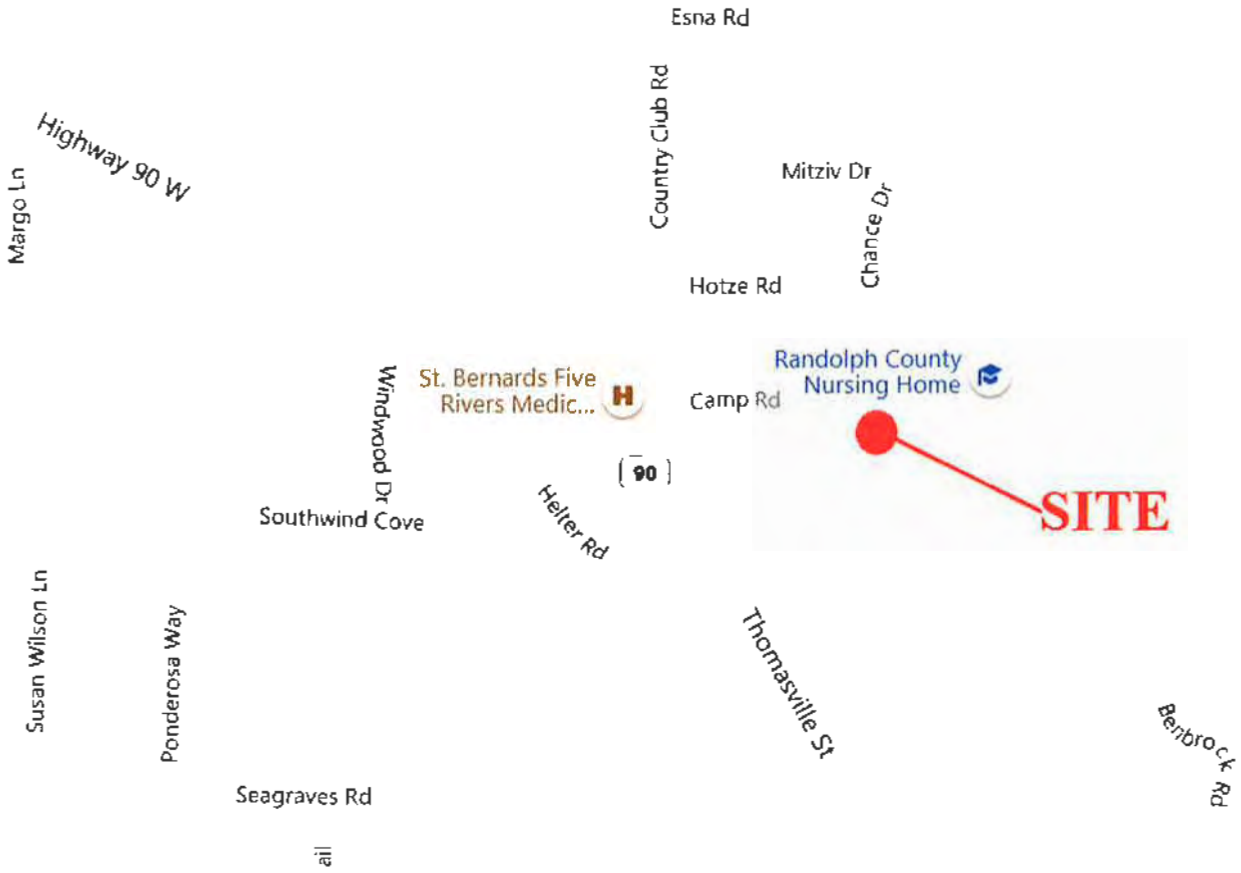 Esna Rd
Country Club Rd
Highway 90 W
Margo Ln
Mitziv Dr
Chance Dr
Hotze Rd
Randolph County
Nursing Home
St. Bernards Five
Rivers Medic...
H
Camp Rd
Windwood Dr
90
Helter Rd
SITE
Southwind Cove
Susan Wilson Ln
Ponderosa Way
Thomasville St
Benbrock Rd
Seagraves Rd
ail